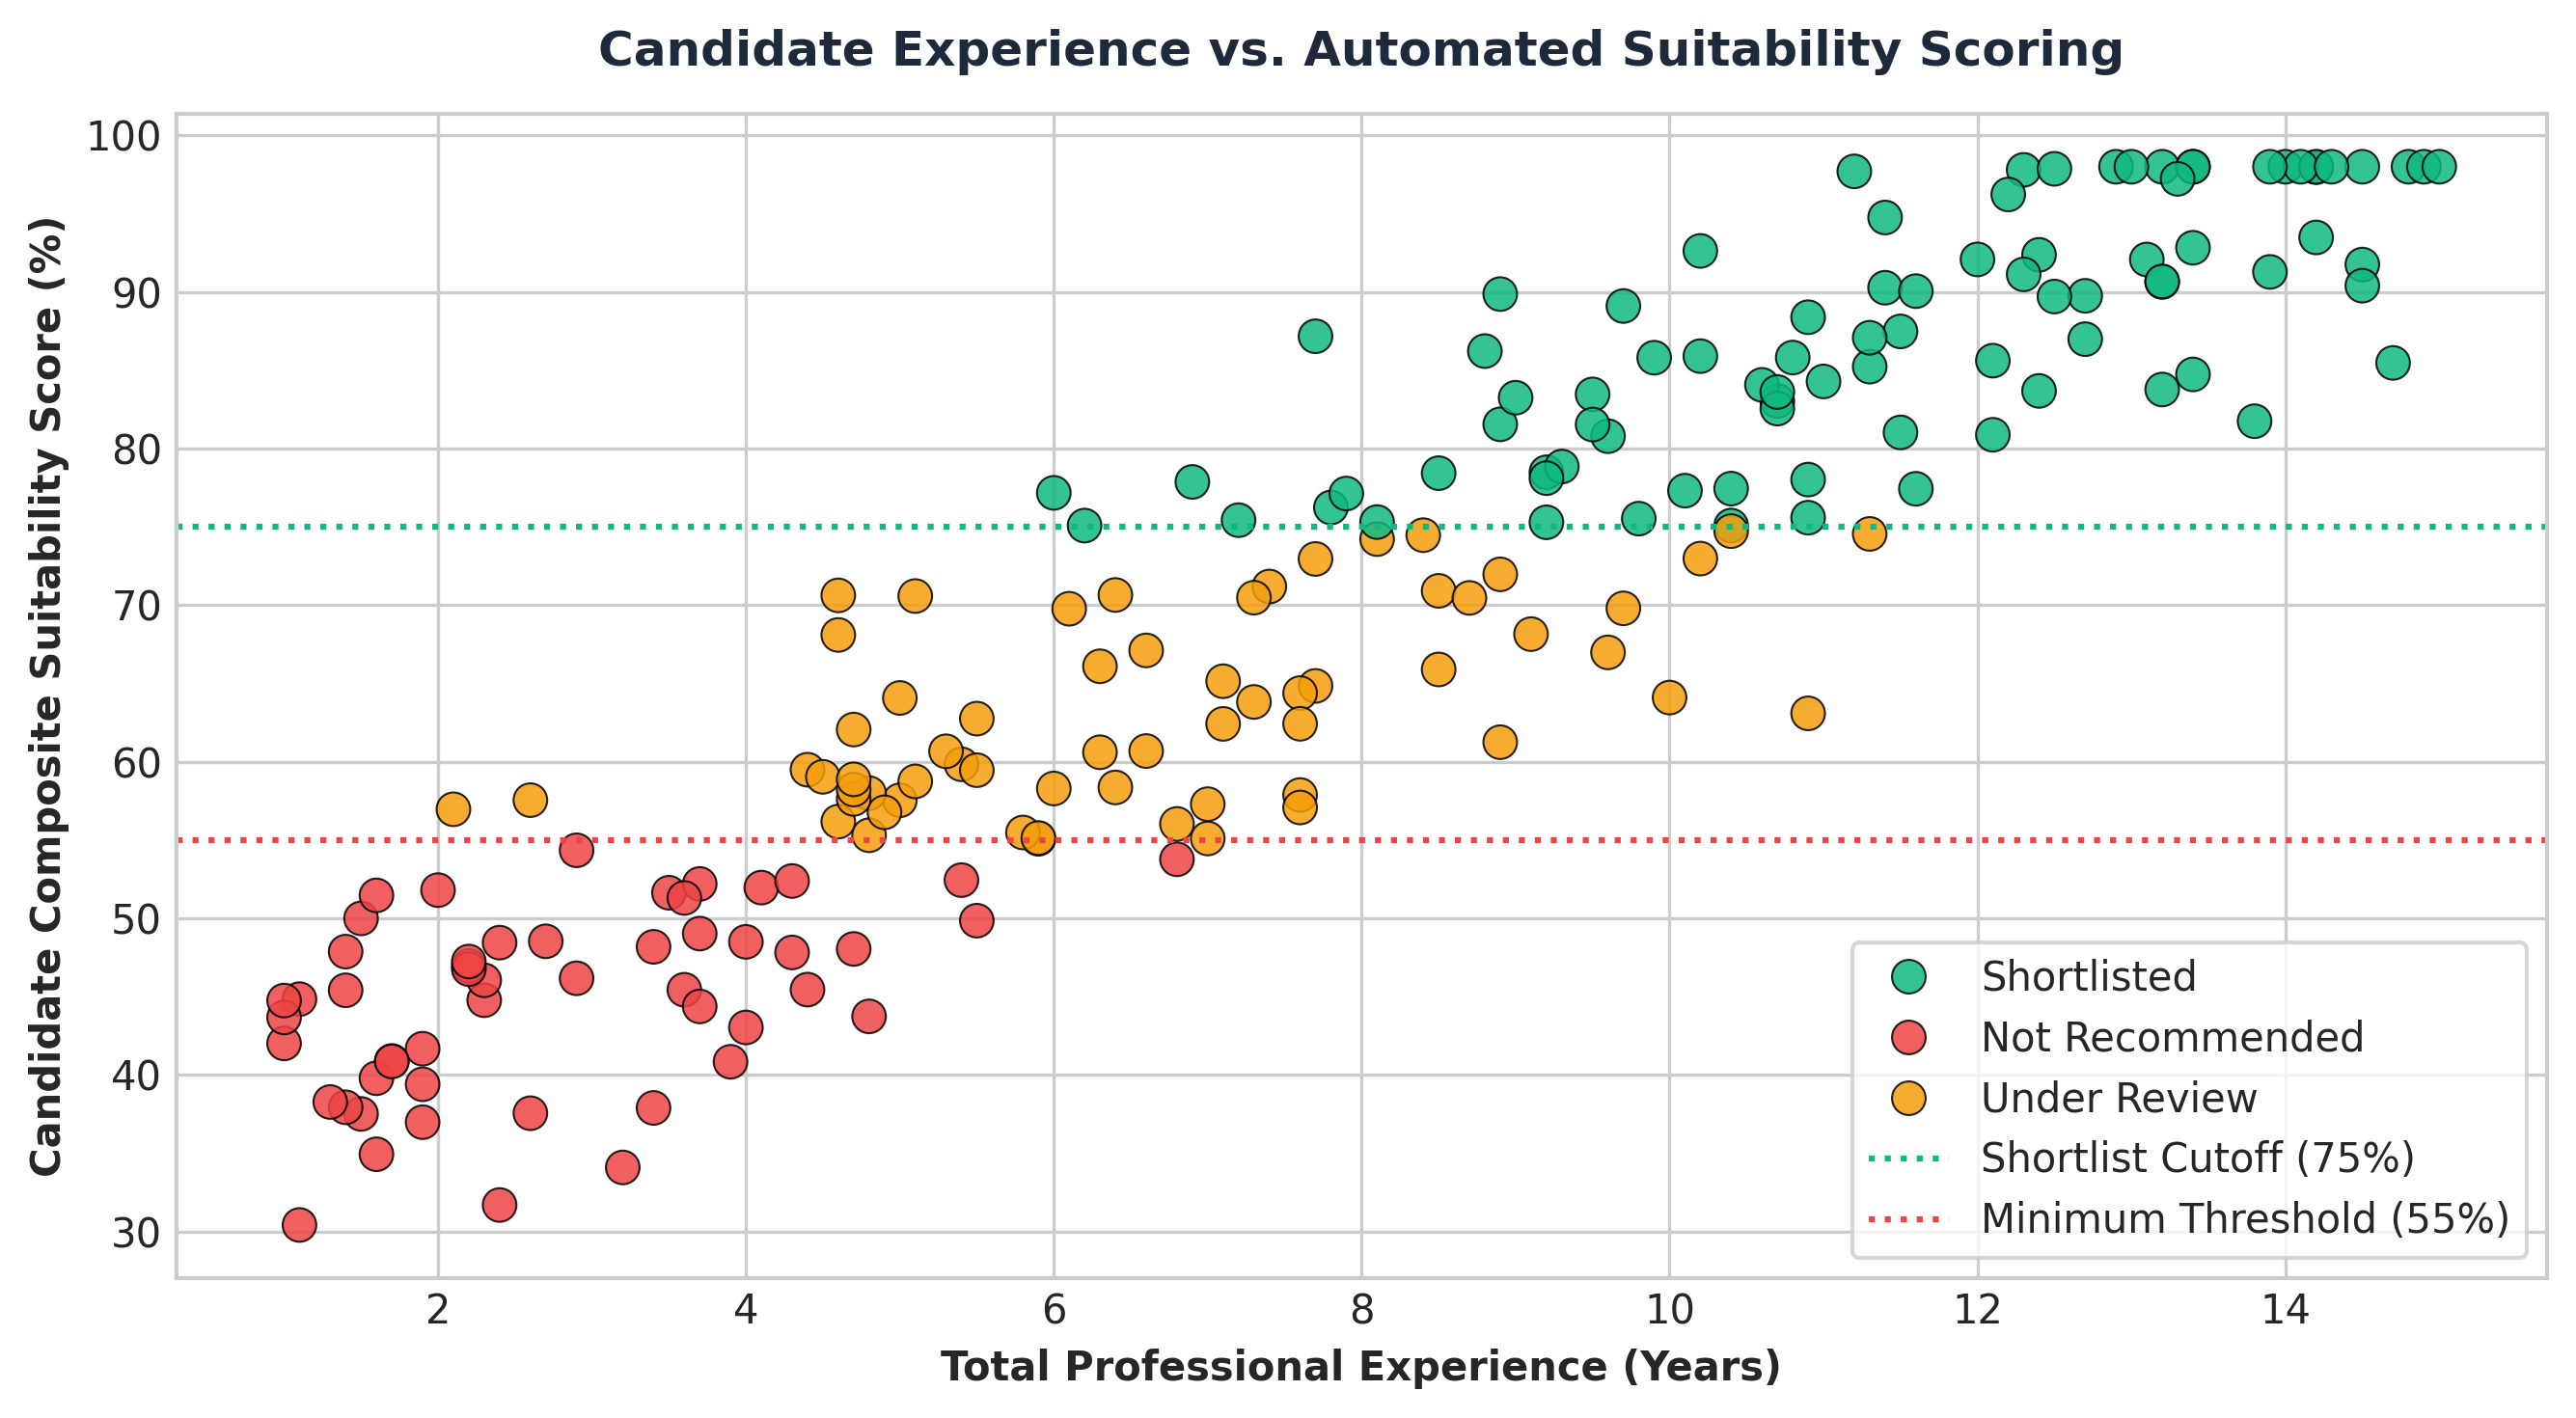 Candidate Experience vs. Automated Suitability Scoring
Candidate Composite Suitability Score (%)
100
90
80
70
60
50
40
30
2
4
6
8
10
12
14
Total Professional Experience (Years)
Shortlisted
Not Recommended
Under Review
Shortlist Cutoff (75%)
Minimum Threshold (55%)